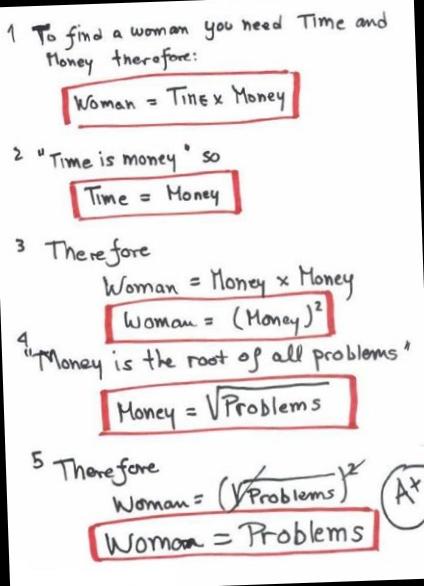 1 To find a woman you need Time and
Money therefore:
Woman = Time x Money
2 "Time is money" so
Time = Money
3 Therefore
Woman = Money x Money
Woman = (Money)²
4
"Money is the root of all problems"
Money = √Problems
5 Therefore
Woman = (√Problems)²
A+
Woman = Problems